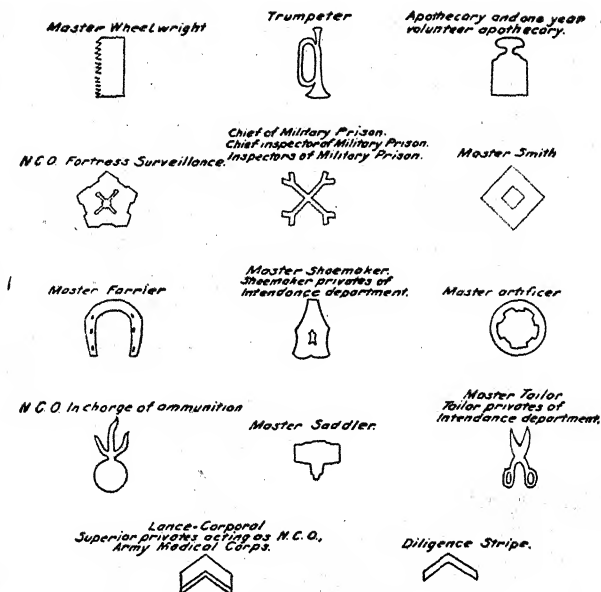 Master Wheelwright
Trumpeter
Apothecary and one year
volunteer apothecary.
N.C.O. Fortress Surveillance.
Chief of Military Prison.
Chief inspector of Military Prison.
Inspectors of Military Prison.
Master Smith
Master Farrier
Master Shoemaker.
Shoemaker privates of
Intendance department.
Master artificer
N.C.O. In charge of ammunition
Master Saddler.
Master Tailor
Tailor privates of
Intendance department.
Lance-Corporal
Superior privates acting as N.C.O.,
Army Medical Corps.
Diligence Stripe.